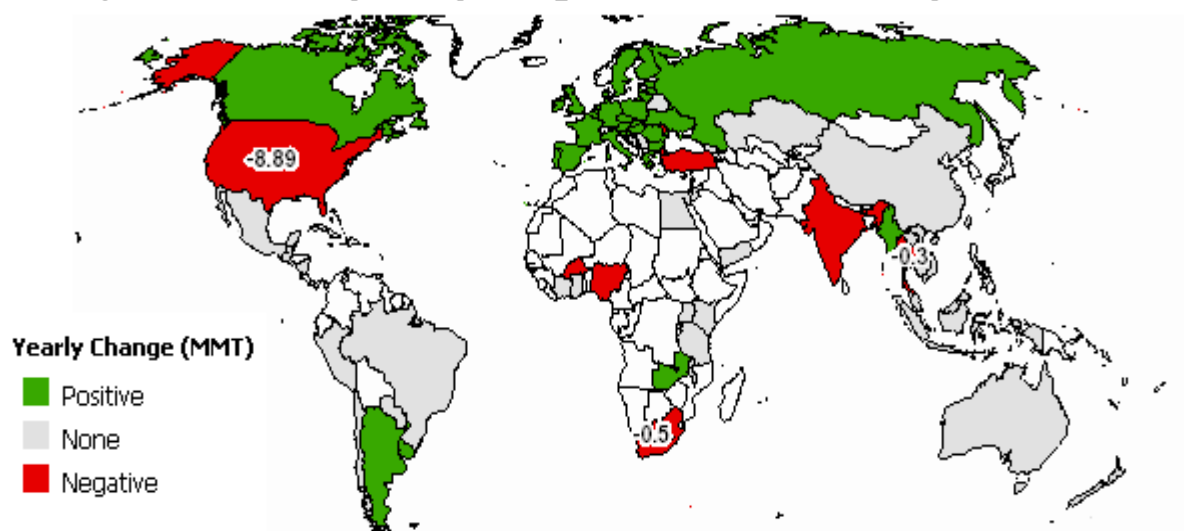 -8.89
-0.3
-0.5
Yearly Change (MMT)
Positive
None
Negative